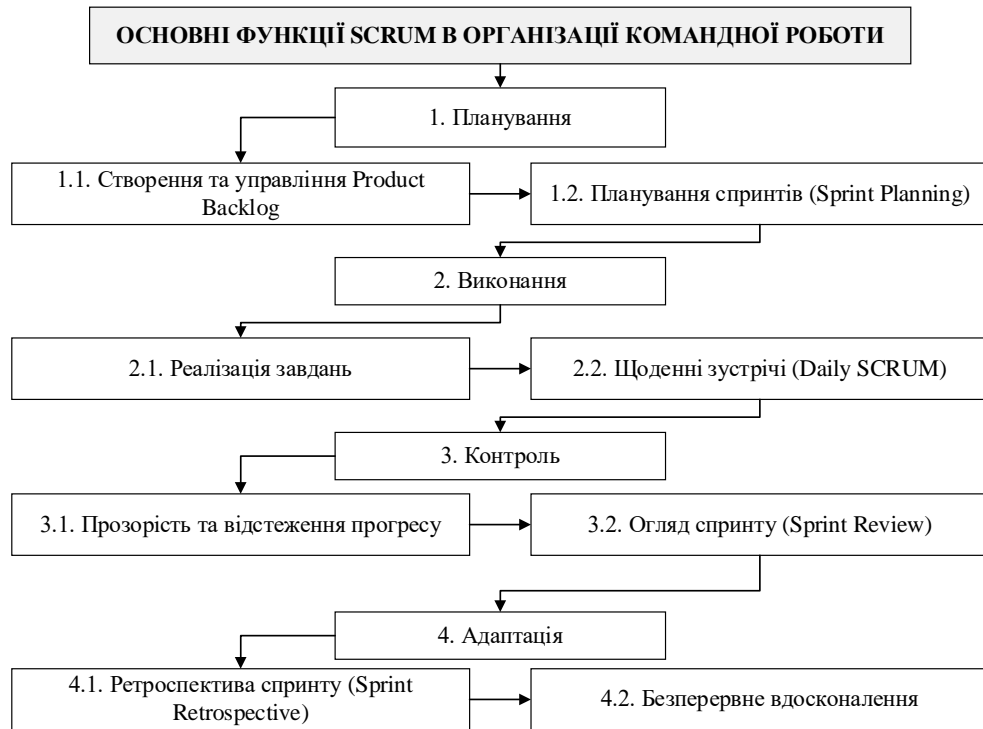 ОСНОВНІ ФУНКЦІЇ SCRUM В ОРГАНІЗАЦІЇ КОМАНДНОЇ РОБОТИ
1. Планування
1.1. Створення та управління Product
Backlog
1.2. Планування спринтів (Sprint Planning)
2. Виконання
2.1. Реалізація завдань
2.2. Щоденні зустрічі (Daily SCRUM)
3. Контроль
3.1. Прозорість та відстеження прогресу
3.2. Огляд спринту (Sprint Review)
4. Адаптація
4.1. Ретроспектива спринту (Sprint
Retrospective)
4.2. Безперервне вдосконалення